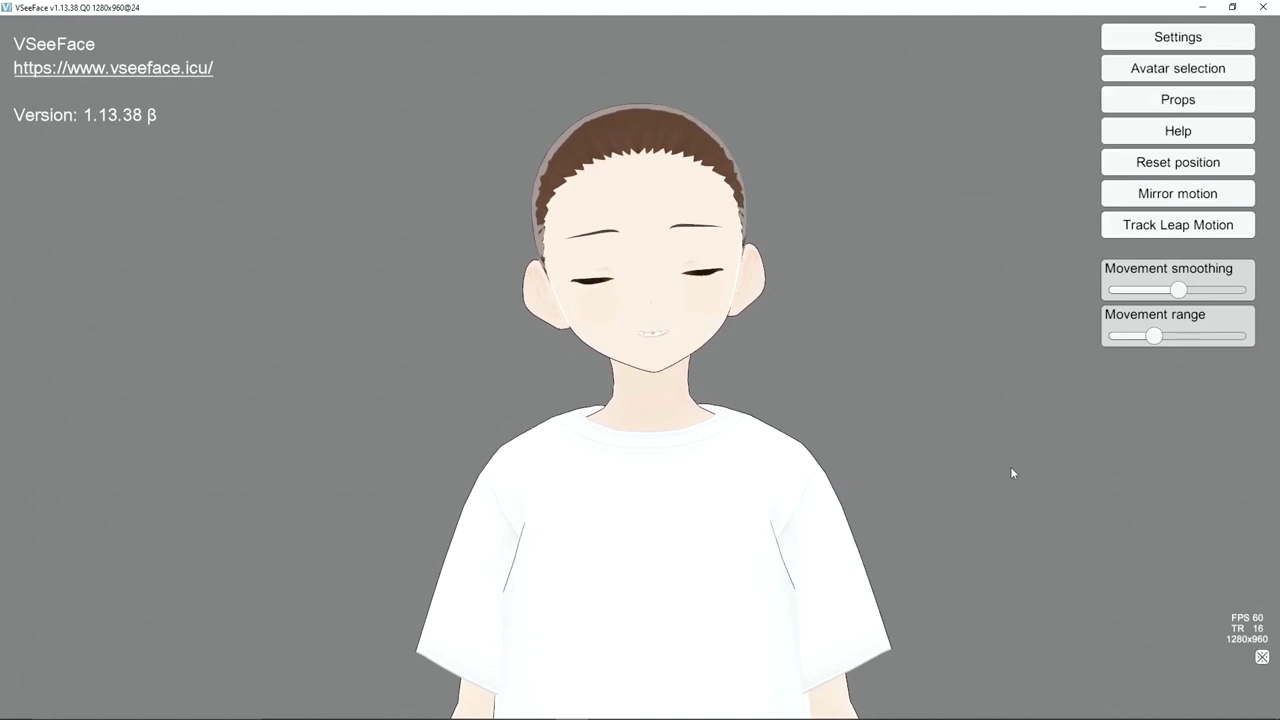 VSeeFace v1.13.38 Q0 1280x960@24
VSeeFace
https://www.vseeface.icu/
Version: 1.13.38 β
Settings
Avatar selection
Props
Help
Reset position
Mirror motion
Track Leap Motion
Movement smoothing
Movement range
FPS 60
TR 16
1280x960